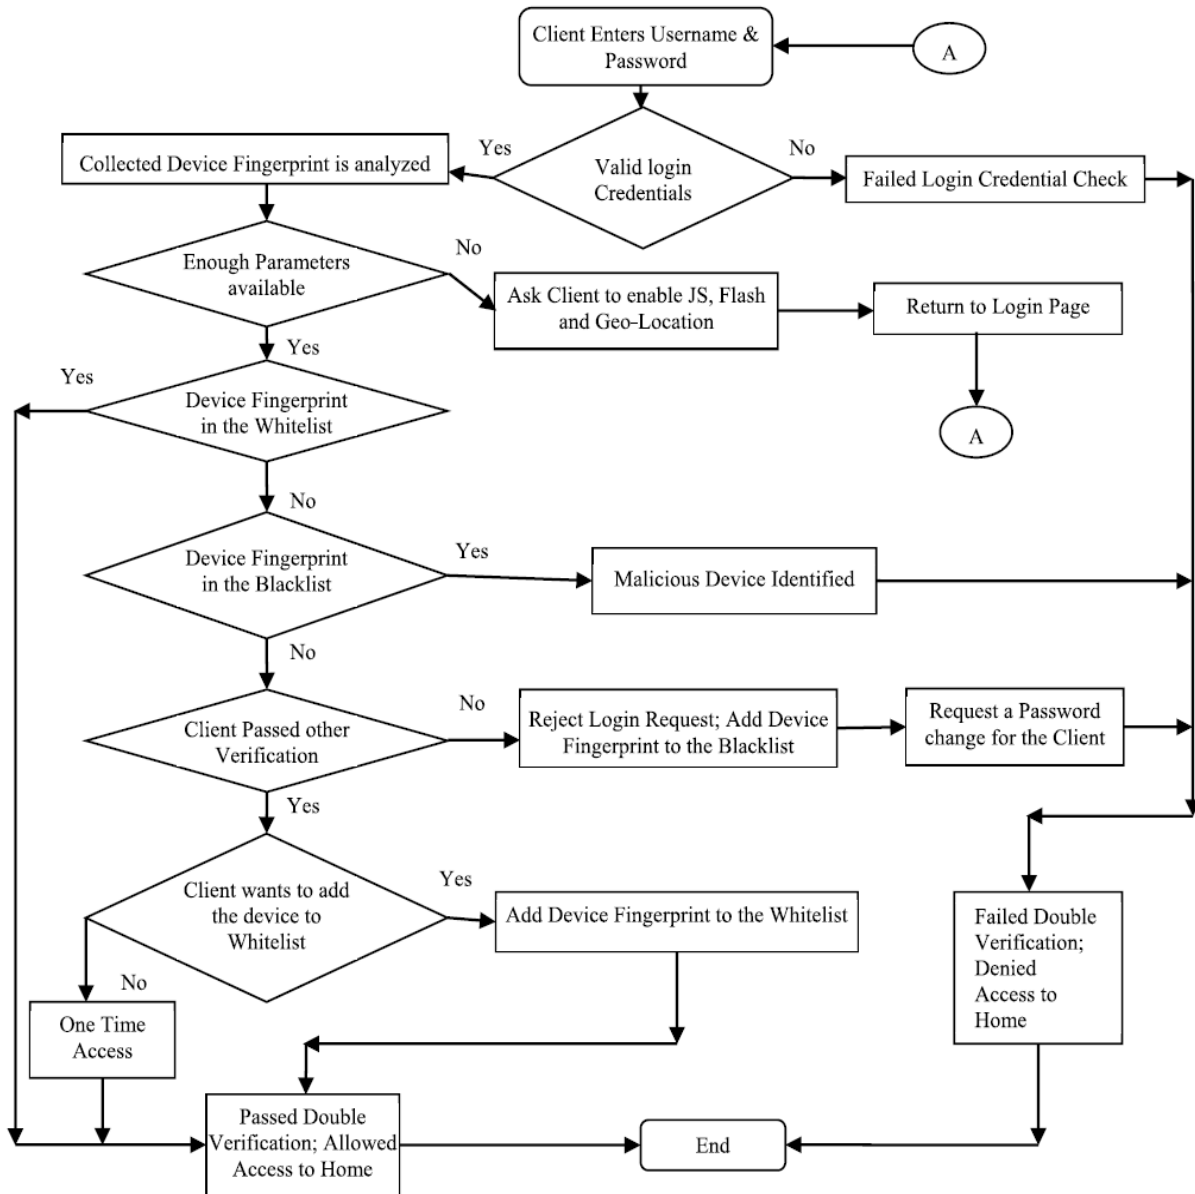 Client Enters Username &
Password
A
Valid login
Credentials
Yes
No
Collected Device Fingerprint is analyzed
Failed Login Credential Check
Enough Parameters
available
No
Ask Client to enable JS, Flash
and Geo-Location
Return to Login Page
A
Yes
Device Fingerprint
in the Whitelist
Yes
No
Device Fingerprint
in the Blacklist
Yes
Malicious Device Identified
No
Client Passed other
Verification
No
Reject Login Request; Add Device
Fingerprint to the Blacklist
Request a Password
change for the Client
Yes
Client wants to add
the device to
Whitelist
Yes
Add Device Fingerprint to the Whitelist
No
One Time
Access
Failed Double
Verification;
Denied
Access to
Home
Passed Double
Verification; Allowed
Access to Home
End